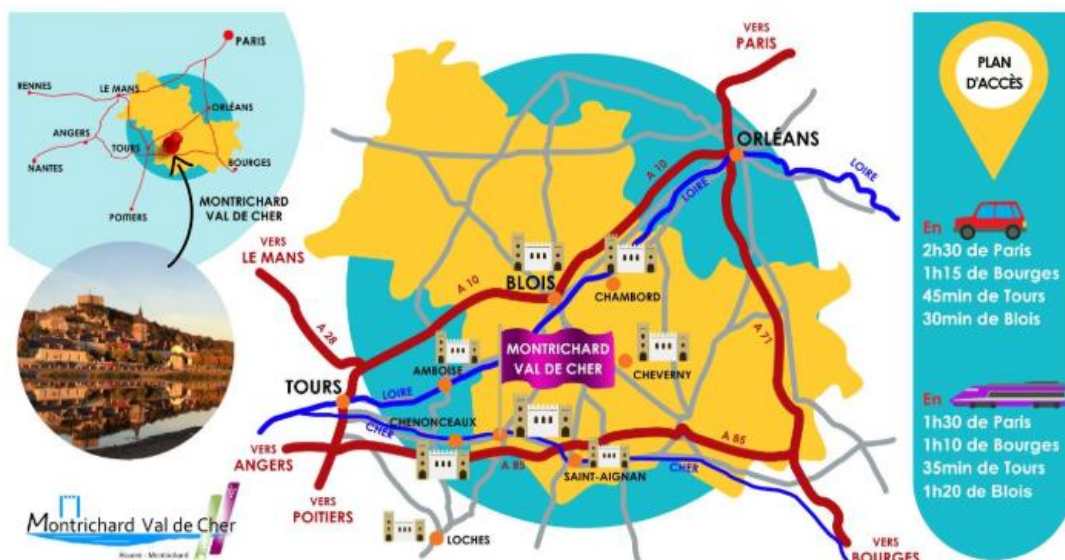 PARIS
RENNES
LE MANS
ORLÉANS
ANGERS
TOURS
NANTES
BOURGES
POITIERS
MONTRICHARD
VAL DE CHER
Montrichard Val de Cher
Bourré - Montrichard
VERS
PARIS
ORLÉANS
LOIRE
LOIRE
A 10
VERS
LE MANS
BLOIS
CHAMBORD
A 10
A 28
A 71
MONTRICHARD
VAL DE CHER
CHEVERNY
AMBOISE
TOURS
LOIRE
CHENONCEAUX
CHER
VERS
ANGERS
A 85
A 85
SAINT-AIGNAN
CHER
VERS
POITIERS
LOCHES
VERS
BOURGES
PLAN
D'ACCÈS
En
2h30 de Paris
1h15 de Bourges
45min de Tours
30min de Blois
En
1h30 de Paris
1h10 de Bourges
35min de Tours
1h20 de Blois